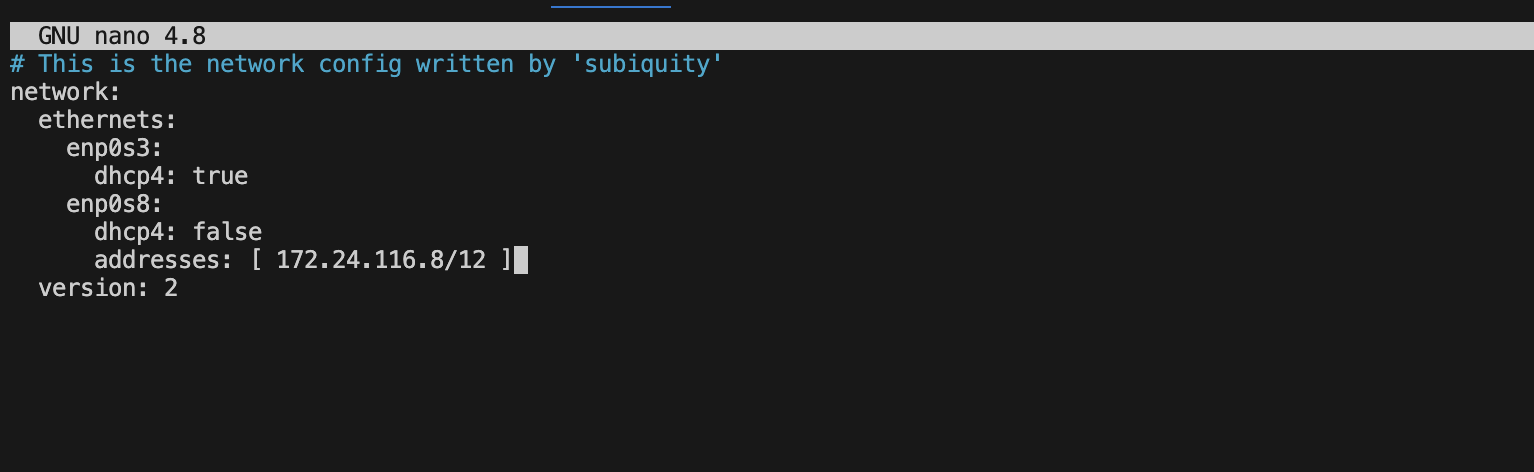 GNU nano 4.8
# This is the network config written by 'subiquity'
network:
  ethernets:
    enp0s3:
      dhcp4: true
    enp0s8:
      dhcp4: false
      addresses: [ 172.24.116.8/12 ]
  version: 2